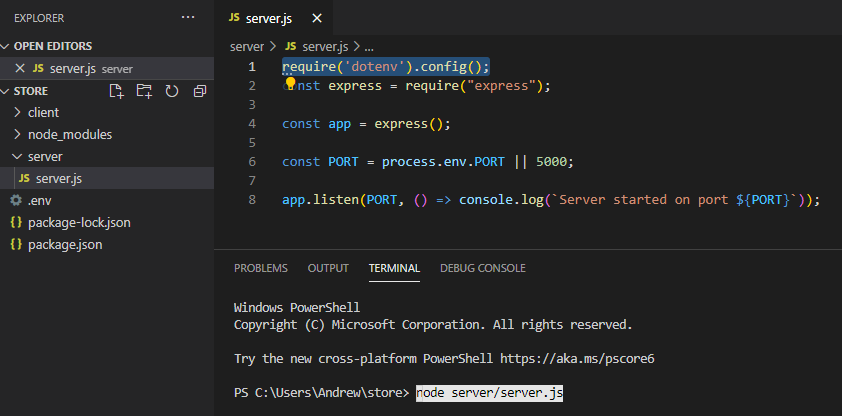 EXPLORER ...
OPEN EDITORS
JS server.js server
STORE
client
node_modules
server
JS server.js
.env
{} package-lock.json
{} package.json
JS server.js
server > JS server.js > ...
1 require('dotenv').config();
2 const express = require("express");
3
4 const app = express();
5
6 const PORT = process.env.PORT || 5000;
7
8 app.listen(PORT, () => console.log(`Server started on port ${PORT}`));
PROBLEMS OUTPUT TERMINAL DEBUG CONSOLE
Windows PowerShell
Copyright (C) Microsoft Corporation. All rights reserved.
Try the new cross-platform PowerShell https://aka.ms/pscore6
PS C:\Users\Andrew\store> node server/server.js